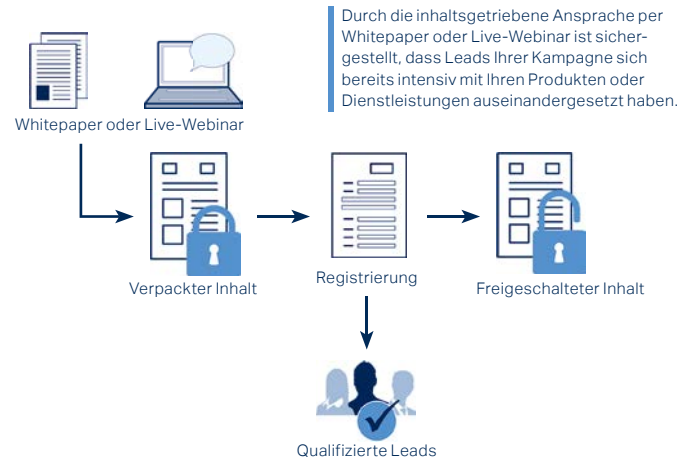 Durch die inhaltsgetriebene Ansprache per
Whitepaper oder Live-Webinar ist sicher-
gestellt, dass Leads Ihrer Kampagne sich
bereits intensiv mit Ihren Produkten oder
Dienstleistungen auseinandergesetzt haben.
Whitepaper oder Live-Webinar
Verpackter Inhalt
Registrierung
Freigeschalteter Inhalt
Qualifizierte Leads